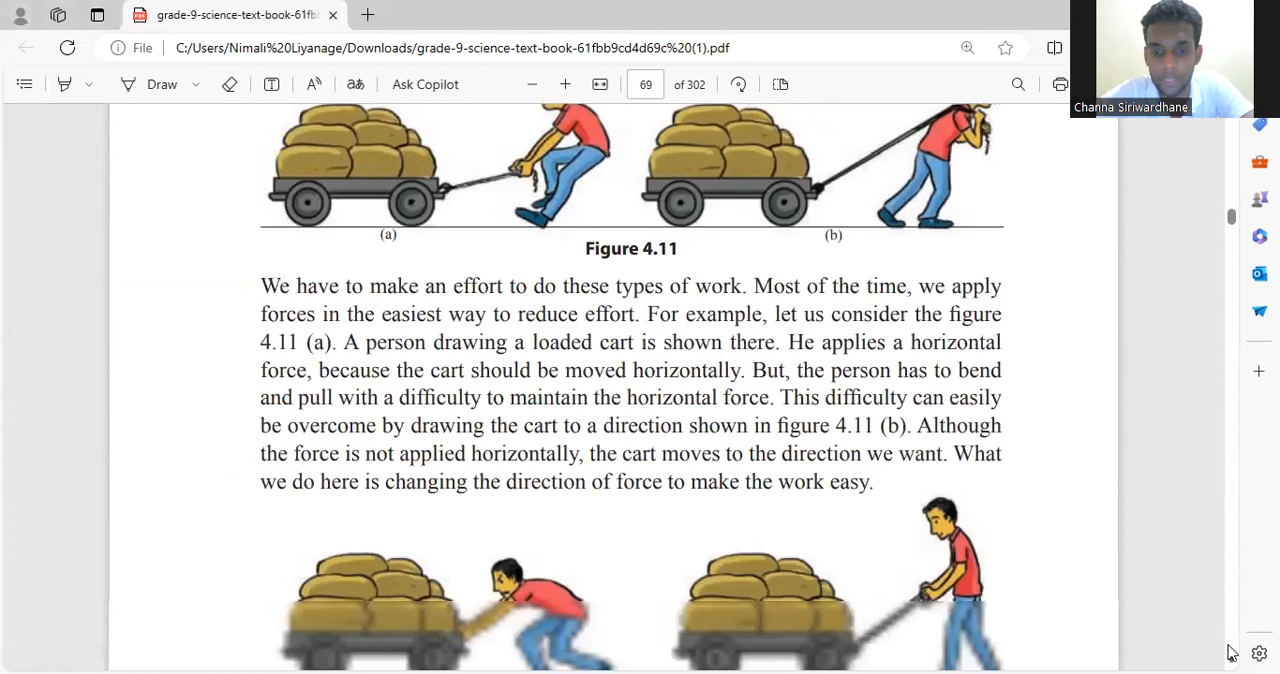 grade-9-science-text-book-61fbb
File C:/Users/Nimali%20Liyanage/Downloads/grade-9-science-text-book-61fbb9cd4d69c%20(1).pdf
Draw aあ Ask Copilot 69 of 302
Channa Siriwardhane
(a) (b)
Figure 4.11
We have to make an effort to do these types of work. Most of the time, we apply
forces in the easiest way to reduce effort. For example, let us consider the figure
4.11 (a). A person drawing a loaded cart is shown there. He applies a horizontal
force, because the cart should be moved horizontally. But, the person has to bend
and pull with a difficulty to maintain the horizontal force. This difficulty can easily
be overcome by drawing the cart to a direction shown in figure 4.11 (b). Although
the force is not applied horizontally, the cart moves to the direction we want. What
we do here is changing the direction of force to make the work easy.